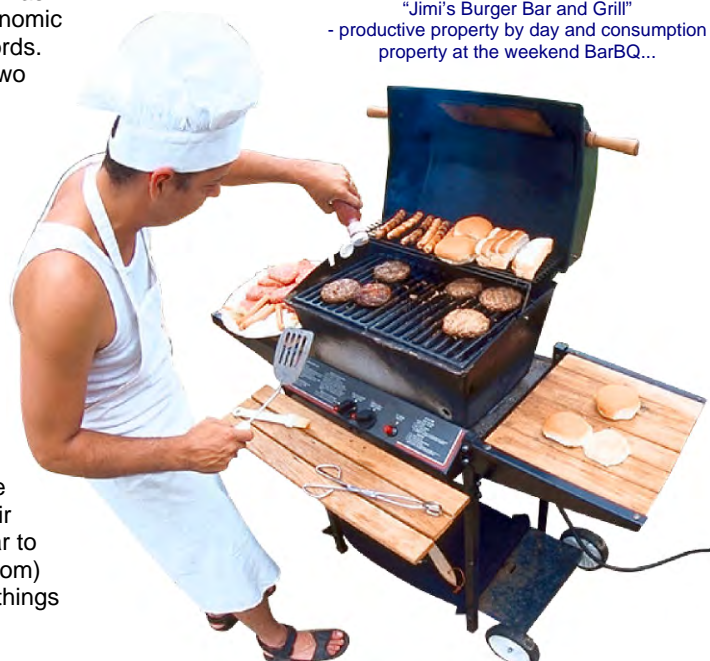 nomic
ords.
wo
“Jimi's Burger Bar and Grill”
- productive property by day and consumption
property at the weekend BarBQ...
e
ir
ar to
om)
things